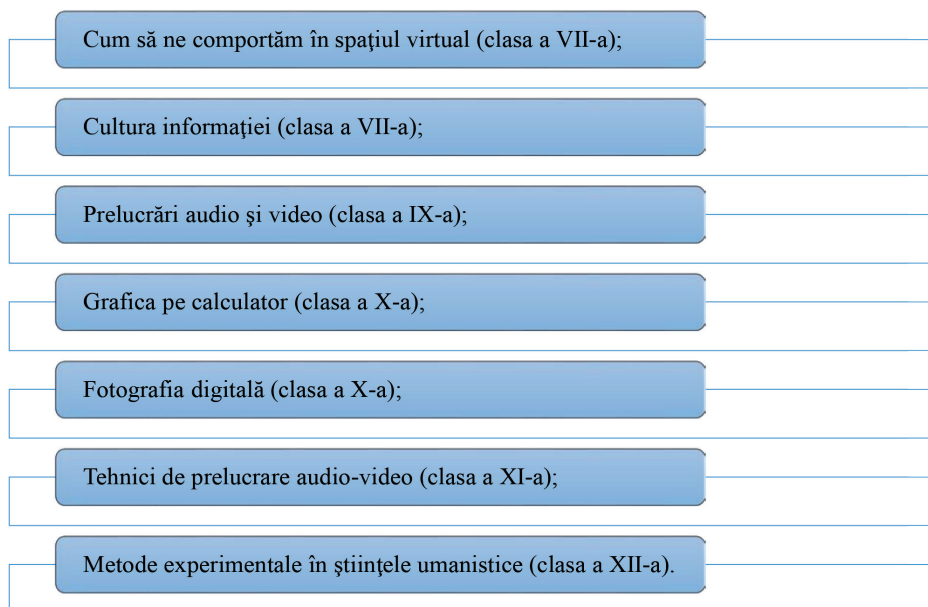 Cum să ne comportăm în spaţiul virtual (clasa a VII-a);
Cultura informaţiei (clasa a VII-a);
Prelucrări audio şi video (clasa a IX-a);
Grafica pe calculator (clasa a X-a);
Fotografia digitală (clasa a X-a);
Tehnici de prelucrare audio-video (clasa a XI-a);
Metode experimentale în ştiinţele umanistice (clasa a XII-a).